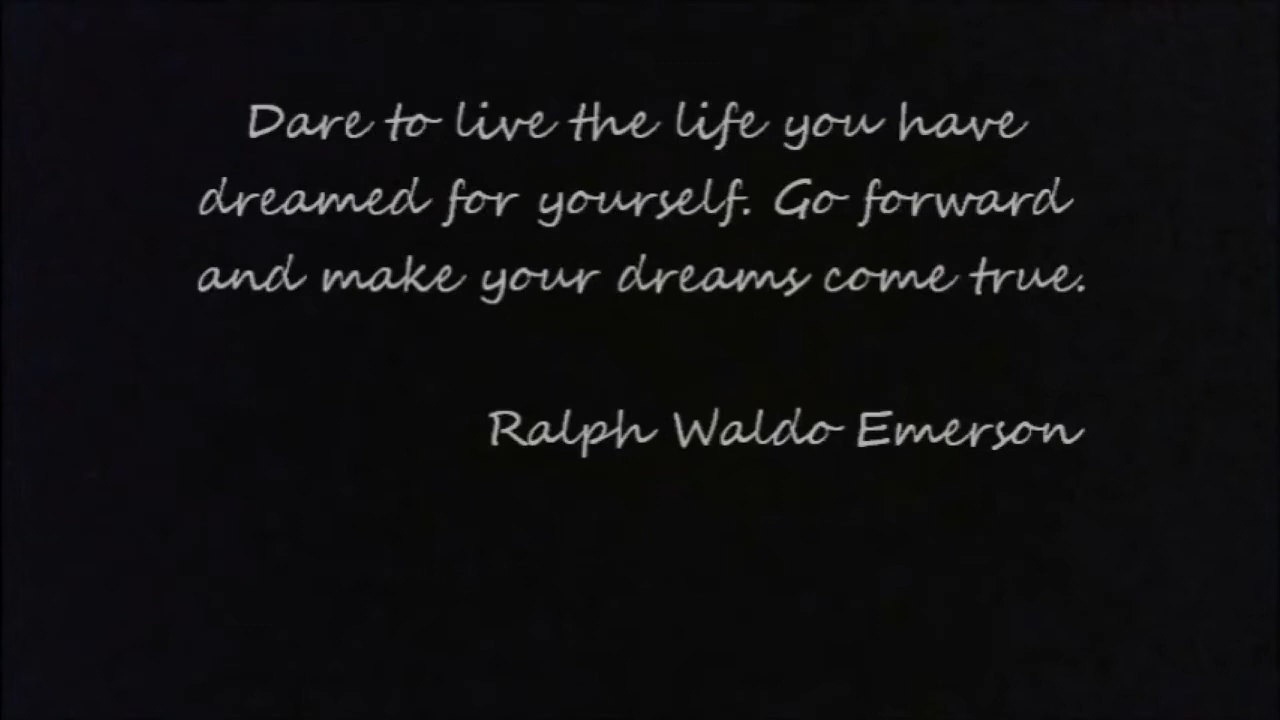 Dare to live the life you have
dreamed for yourself. Go forward
and make your dreams come true.
Ralph Waldo Emerson